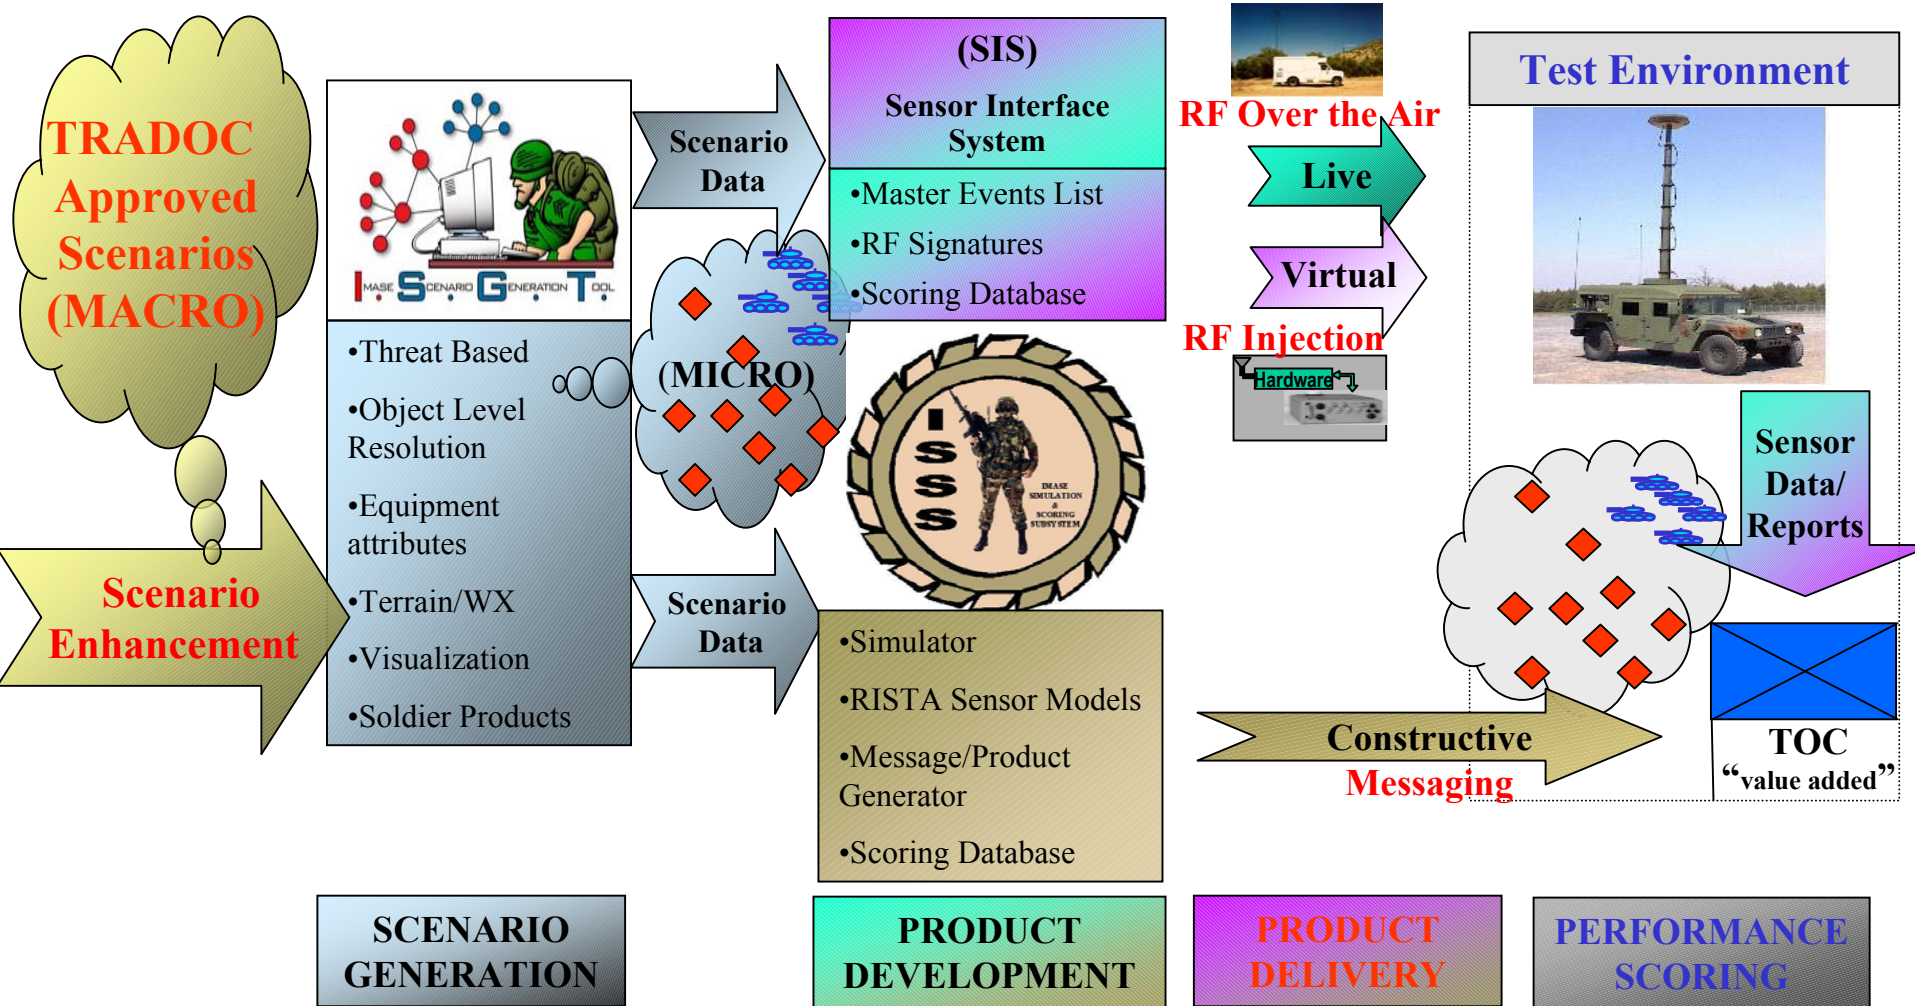 TRADOC
Approved
Scenarios
(MACRO)
Scenario
Enhancement
IMASE SCENARIO GENERATION TOOL
•Threat Based
•Object Level
Resolution
•Equipment
attributes
•Terrain/WX
•Visualization
•Soldier Products
SCENARIO
GENERATION
Scenario
Data
(MICRO)
Scenario
Data
(SIS)
Sensor Interface
System
•Master Events List
•RF Signatures
•Scoring Database
ISSS
IMASE
SIMULATION
&
SCORING
SUBSYSTEM
•Simulator
•RISTA Sensor Models
•Message/Product
Generator
•Scoring Database
PRODUCT
DEVELOPMENT
RF Over the Air
Live
Virtual
RF Injection
Hardware
Constructive
Messaging
PRODUCT
DELIVERY
Test Environment
Sensor
Data/
Reports
TOC
“value added”
PERFORMANCE
SCORING